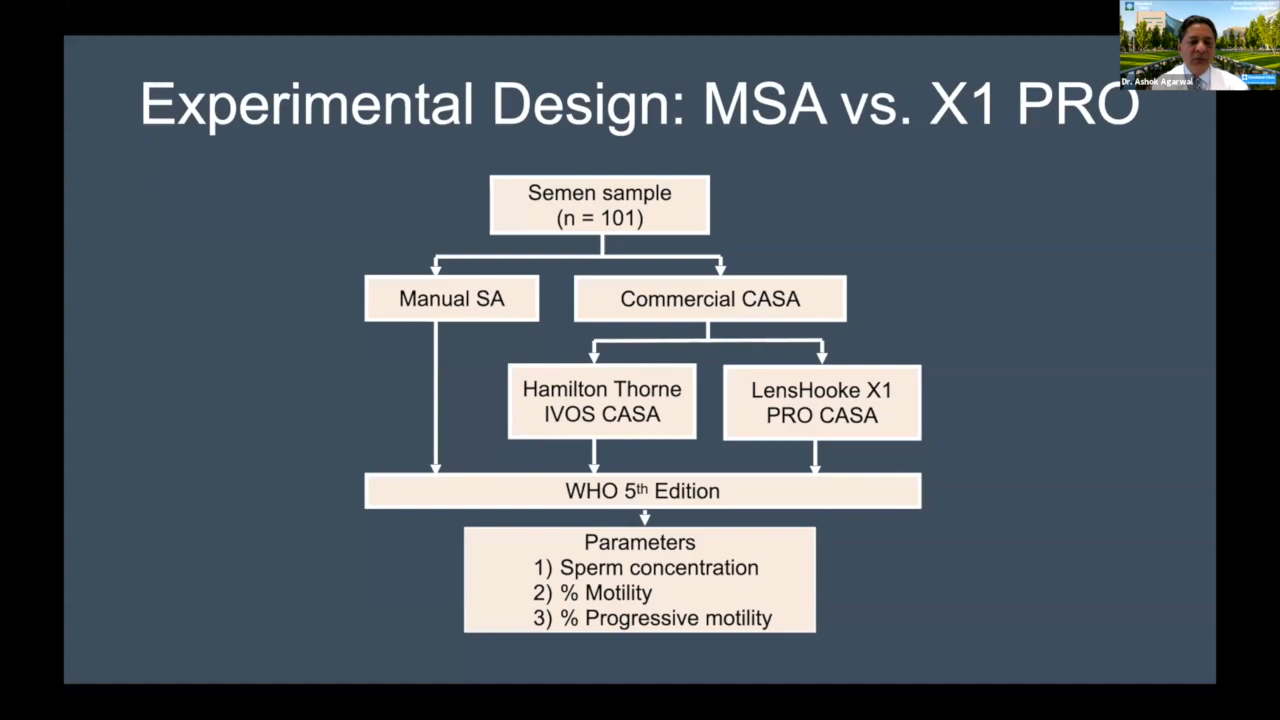 Experimental Design: MSA vs. X1 PRO
Dr. Ashok Agarwal
Semen sample
(n = 101)
Manual SA
Commercial CASA
Hamilton Thorne
IVOS CASA
LensHooke X1
PRO CASA
WHO 5th Edition
Parameters
1) Sperm concentration
2) % Motility
3) % Progressive motility